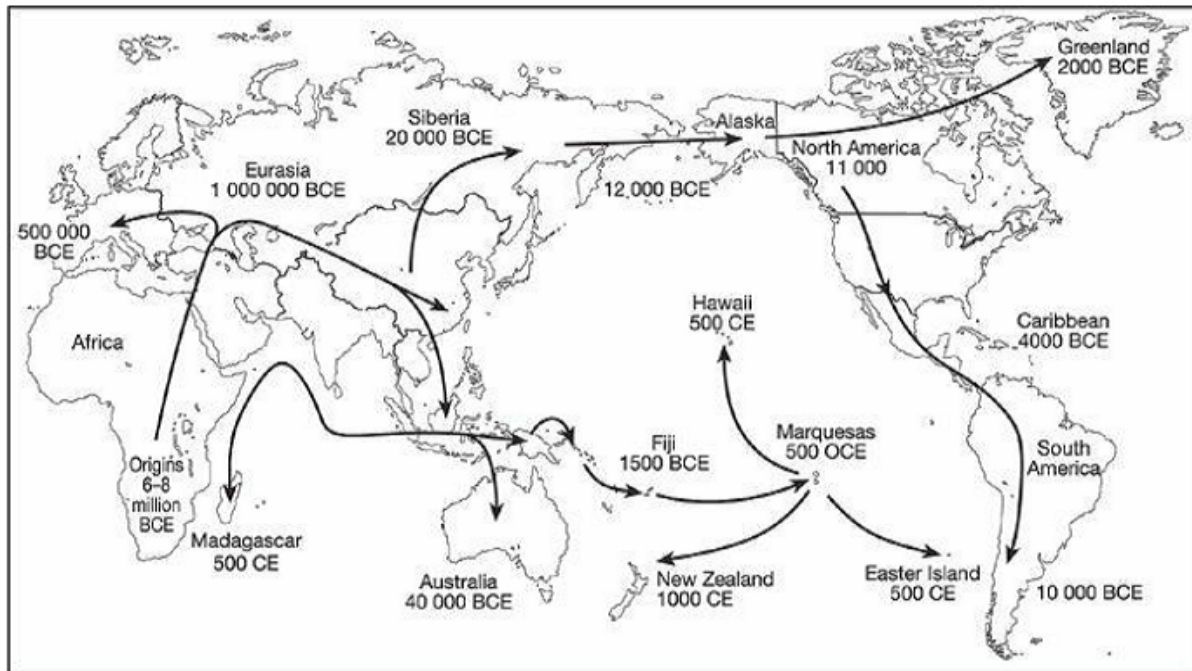 Greenland
2000 BCE
Siberia
20 000 BCE
Alaska
North America
11 000
Eurasia
1 000 000 BCE
12,000 BCE
500 000
BCE
Africa
Hawaii
500 CE
Caribbean
4000 BCE
Origins
6–8
million
BCE
Fiji
1500 BCE
Marquesas
500 OCE
South
America
Madagascar
500 CE
Australia
40 000 BCE
New Zealand
1000 CE
Easter Island
500 CE
10 000 BCE